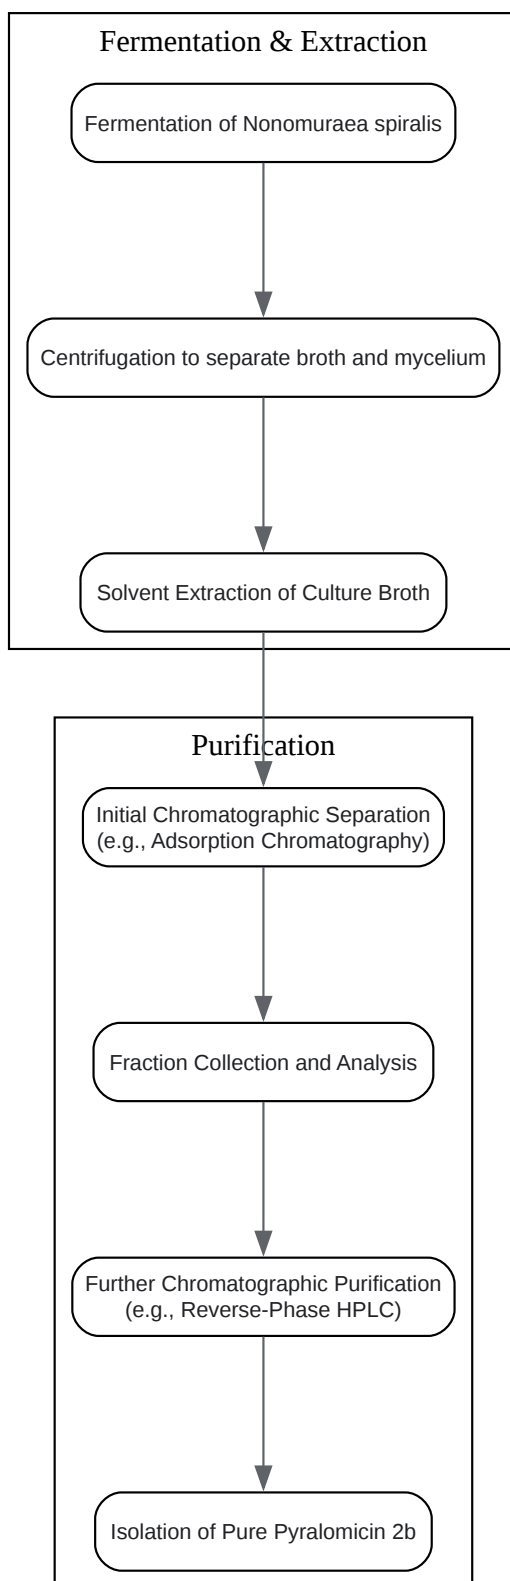 Fermentation & Extraction
Fermentation of Nonomuraea spiralis
Centrifugation to separate broth and mycelium
Solvent Extraction of Culture Broth
Purification
Initial Chromatographic Separation
(e.g., Adsorption Chromatography)
Fraction Collection and Analysis
Further Chromatographic Purification
(e.g., Reverse-Phase HPLC)
Isolation of Pure Pyralomicin 2b